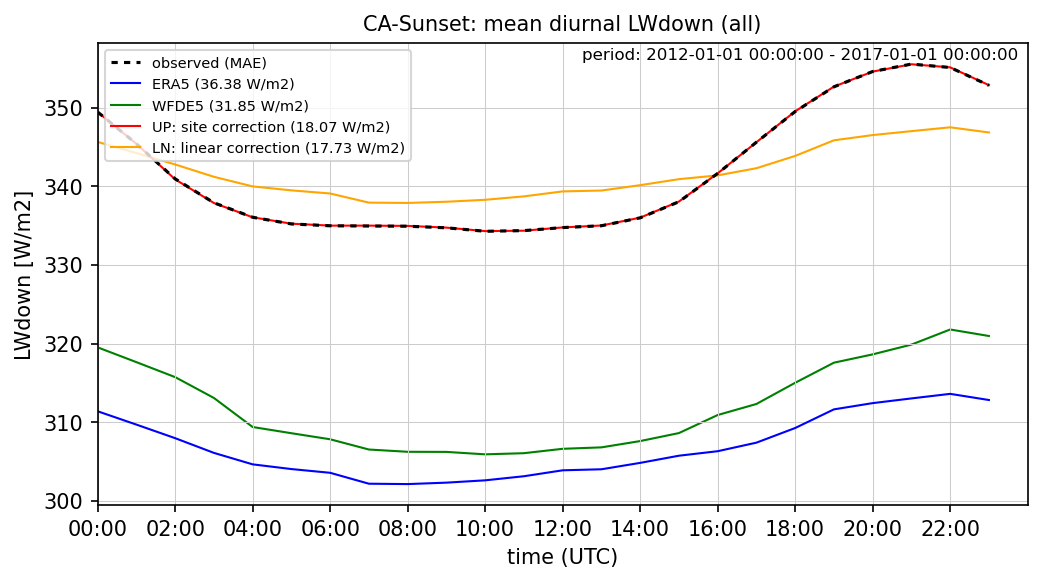 CA-Sunset: mean diurnal LWdown (all)
period: 2012-01-01 00:00:00 - 2017-01-01 00:00:00
observed (MAE)
ERA5 (36.38 W/m2)
WFDE5 (31.85 W/m2)
UP: site correction (18.07 W/m2)
LN: linear correction (17.73 W/m2)
LWdown [W/m2]
350
340
330
320
310
300
00:00 02:00 04:00 06:00 08:00 10:00 12:00 14:00 16:00 18:00 20:00 22:00
time (UTC)